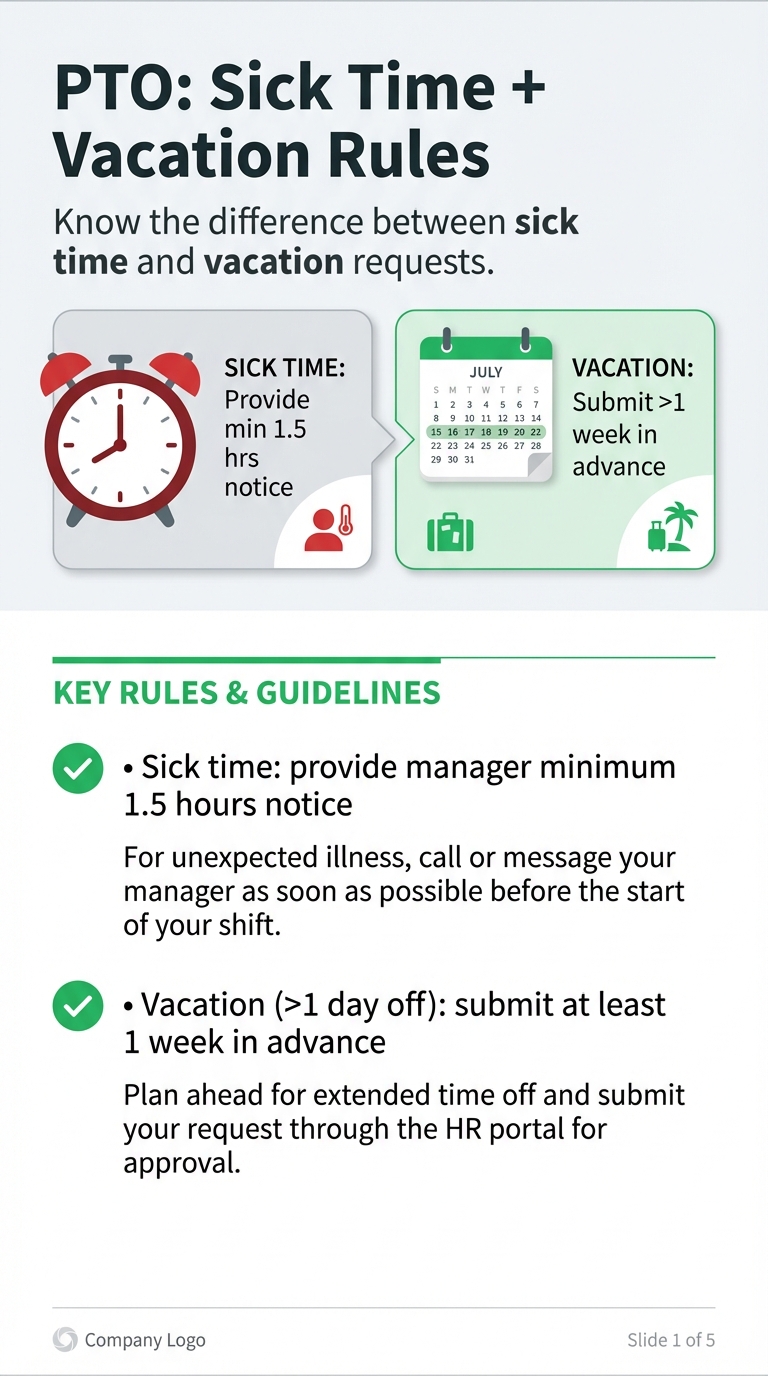 PTO: Sick Time +
Vacation Rules
Know the difference between sick
time and vacation requests.
SICK TIME:
Provide
min 1.5
hrs
notice
JULY
S M T W T F S
1 2 3 4 5 6 7
8 9 10 11 12 13 14
15 16 17 18 19 20 22
22 23 24 25 26 27 28
29 30 31
VACATION:
Submit >1
week in
advance
KEY RULES & GUIDELINES
• Sick time: provide manager minimum
1.5 hours notice
For unexpected illness, call or message your
manager as soon as possible before the start
of your shift.
• Vacation (>1 day off): submit at least
1 week in advance
Plan ahead for extended time off and submit
your request through the HR portal for
approval.
Company Logo
Slide 1 of 5